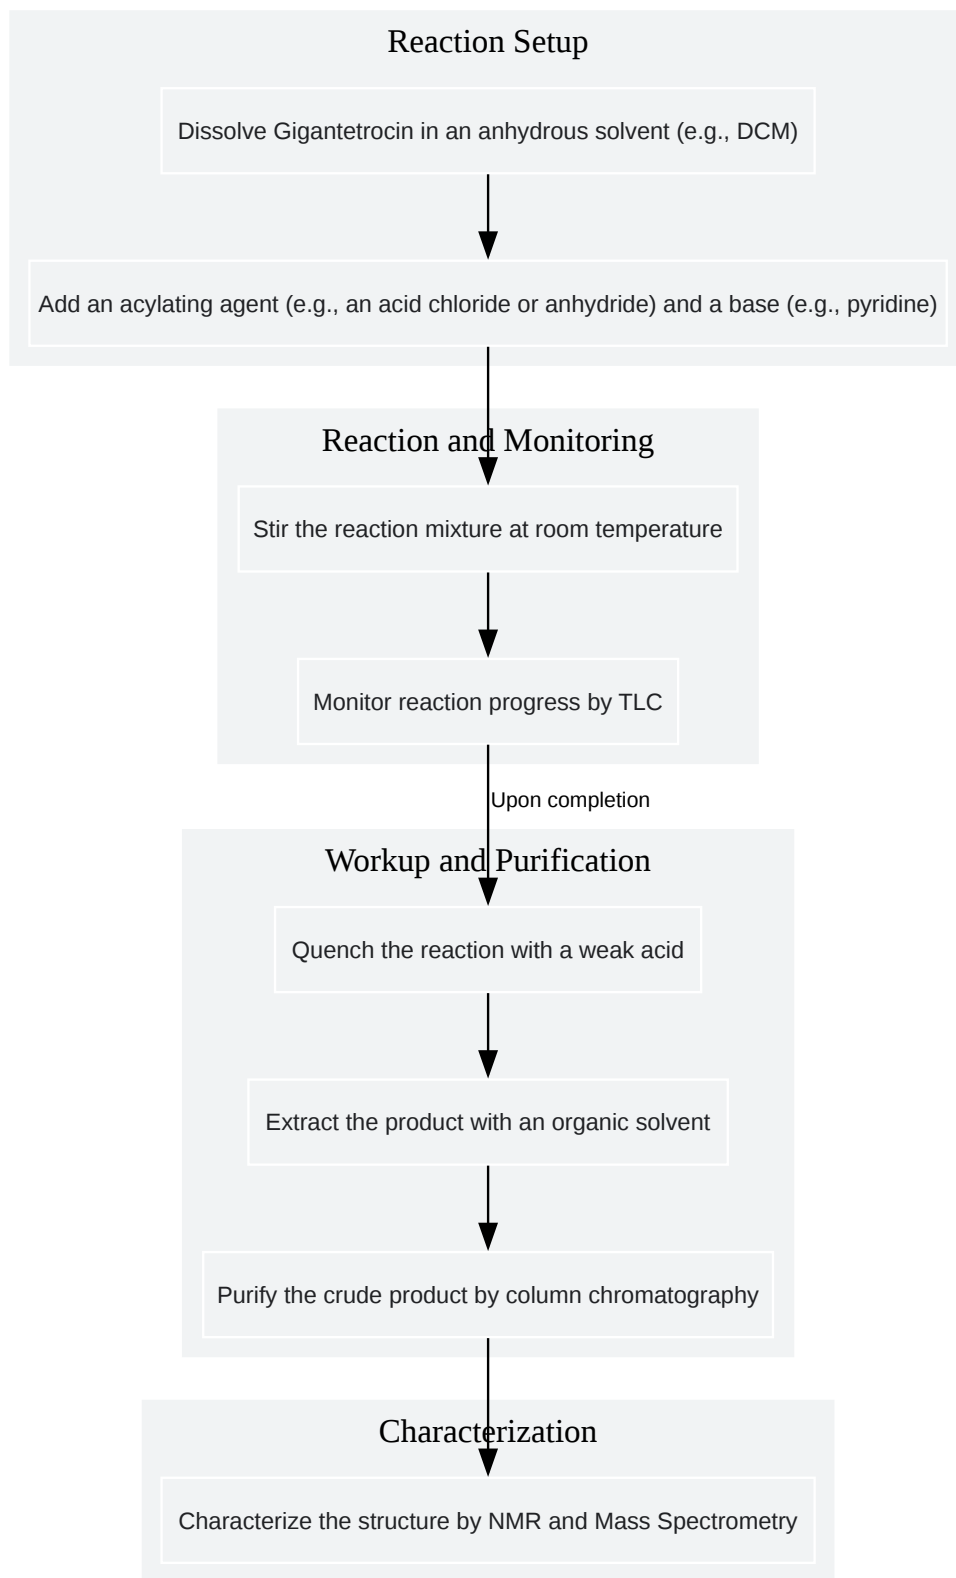 Reaction Setup
Dissolve Gigantetrocin in an anhydrous solvent (e.g., DCM)
Add an acylating agent (e.g., an acid chloride or anhydride) and a base (e.g., pyridine)
Reaction and Monitoring
Stir the reaction mixture at room temperature
Monitor reaction progress by TLC
Upon completion
Workup and Purification
Quench the reaction with a weak acid
Extract the product with an organic solvent
Purify the crude product by column chromatography
Characterization
Characterize the structure by NMR and Mass Spectrometry